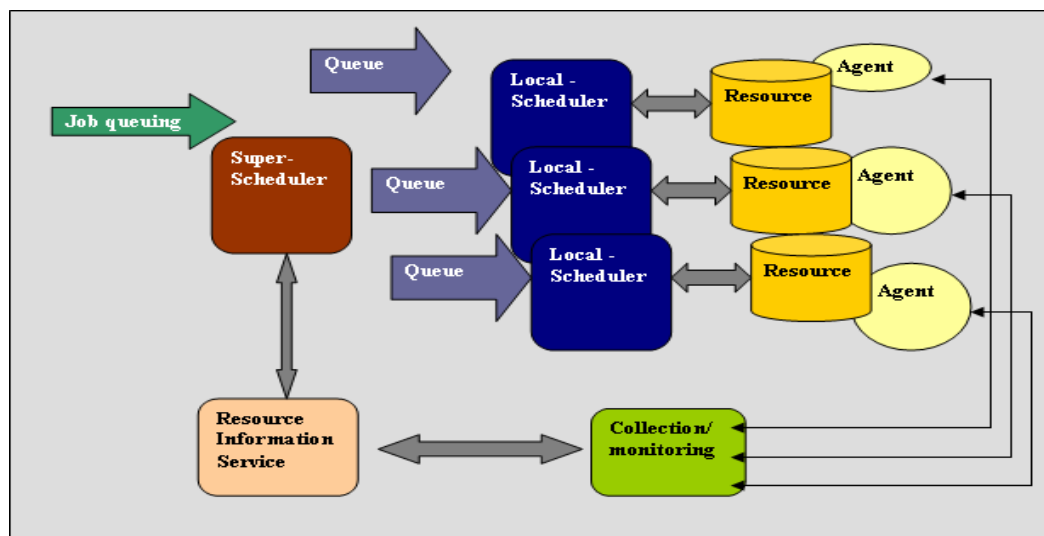 Queue
Local -
Scheduler
Resource
Agent
Job queuing
Super-
Scheduler
Queue
Local -
Scheduler
Resource
Agent
Queue
Local -
Scheduler
Resource
Agent
Resource
Information
Service
Collection/
monitoring